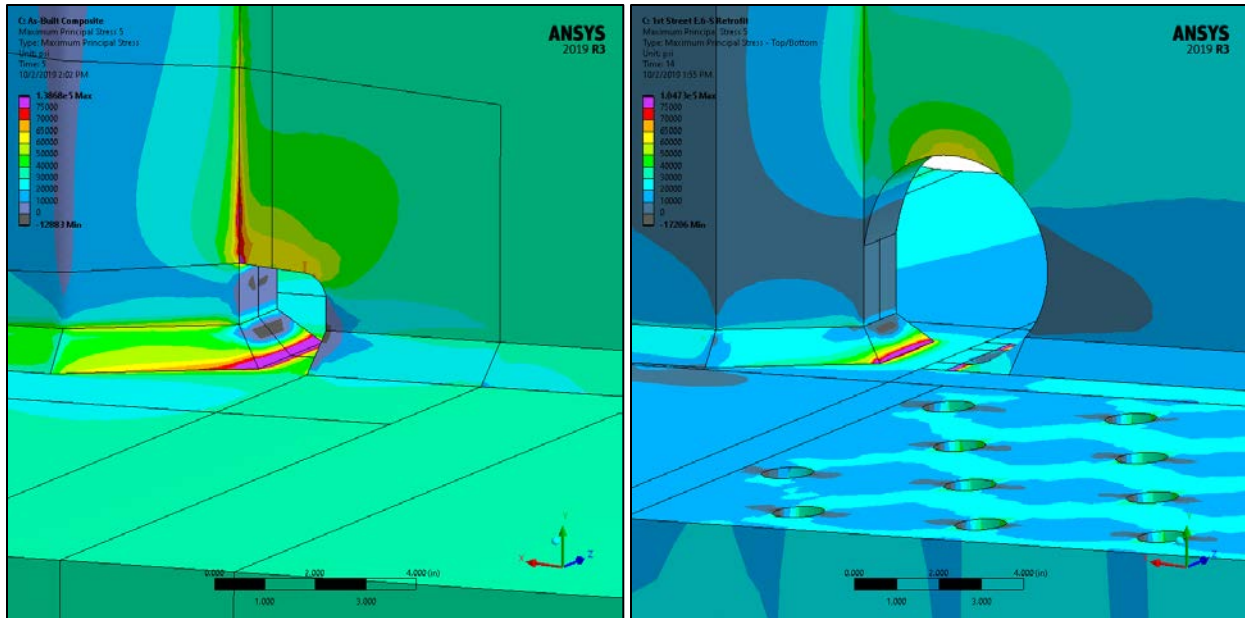 C: As-Built Composite
Maximum Principal Stress 5
Type: Maximum Principal Stress
Unit: psi
Time: 5
10/2/2019 2:02 PM
1.3868e5 Max
75000
70000
65000
60000
50000
40000
30000
20000
10000
0
-12883 Min
ANSYS
2019 R3
0.000
2.000
4.000 (in)
1.000
3.000
X
Y
Z
C: 1st Street E.6-S Retrofit
Maximum Principal Stress 5
Type: Maximum Principal Stress - Top/Bottom
Unit: psi
Time: 14
10/2/2019 1:55 PM
1.0473e5 Max
75000
70000
65000
60000
50000
40000
30000
20000
10000
0
-17206 Min
ANSYS
2019 R3
0.000
2.000
4.000 (in)
1.000
3.000
X
Y
Z